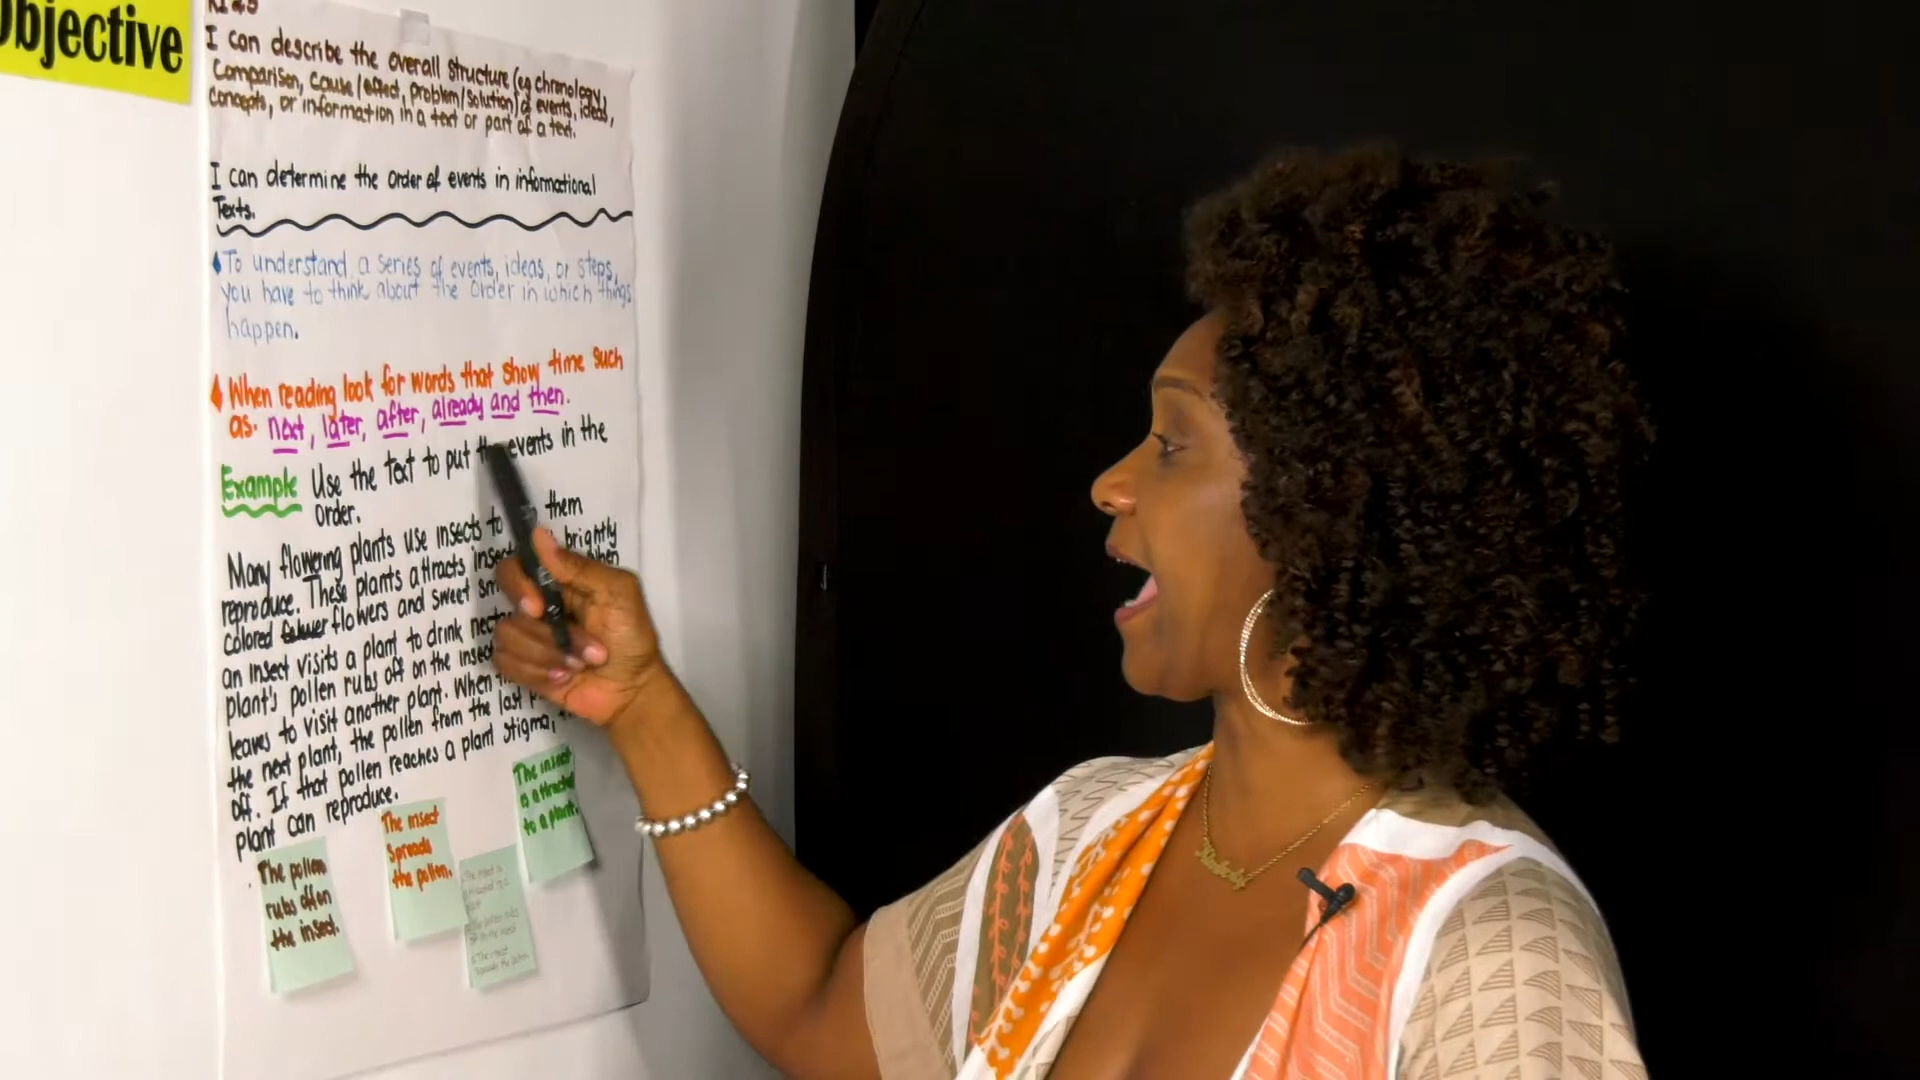 Objective
I can describe the overall structure (eg chronology,
Comparison, cause/effect, problem/solution) of events, ideas,
concepts, or information in a text or part of a text.
I can determine the order of events in informational
Texts.
To understand a series of events, ideas, or steps,
you have to think about the order in which things
happen.
When reading look for words that show time such
as. next, later, after, already and then.
Example Use the text to put the events in the
Order.
Many flowering plants use insects to them
reproduce. These plants attracts brightly
colored flowers and sweet
an insect visits a plant to drink
plant's pollen rubs off on the
leaves to visit another plant. When
the next plant, the pollen from the last
off. If that pollen reaches a plant stigma,
plant can reproduce.
The pollen
rubs off on
the insect.
The insect
Spreads
the pollen.
The insect
is attracted
to a plant.